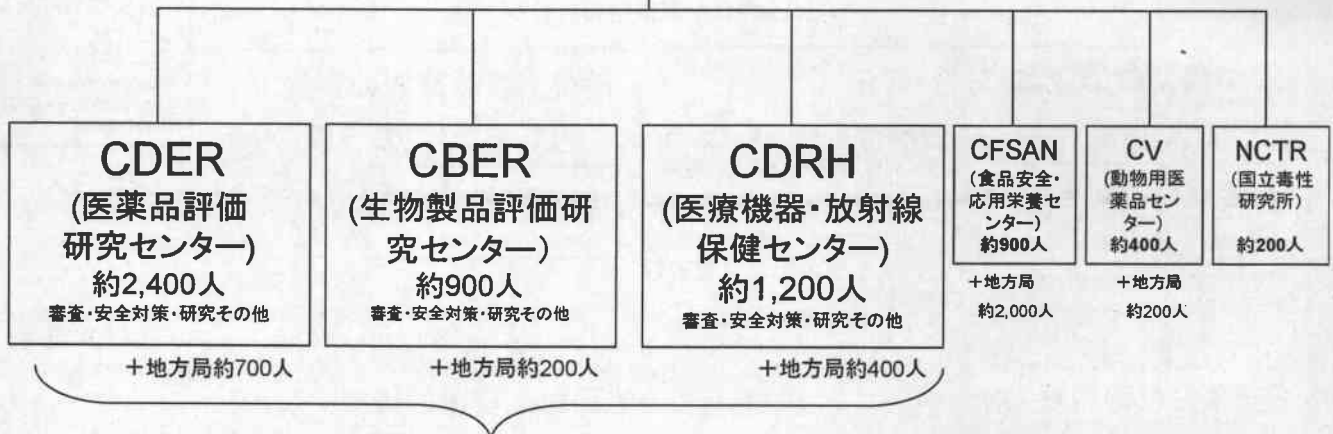 CDER
(医薬品評価
研究センター)
約2,400人
審査・安全対策・研究その他
+地方局約700人
CBER
(生物製品評価研
究センター)
約900人
審査・安全対策・研究その他
+地方局約200人
CDRH
(医療機器・放射線
保健センター)
約1,200人
審査・安全対策・研究その他
+地方局約400人
CFSAN
(食品安全・
応用栄養セ
ンター)
約900人
+地方局
約2,000人
CV
(動物用医
薬品セン
ター)
約400人
+地方局
約200人
NCTR
(国立毒性
研究所)
約200人